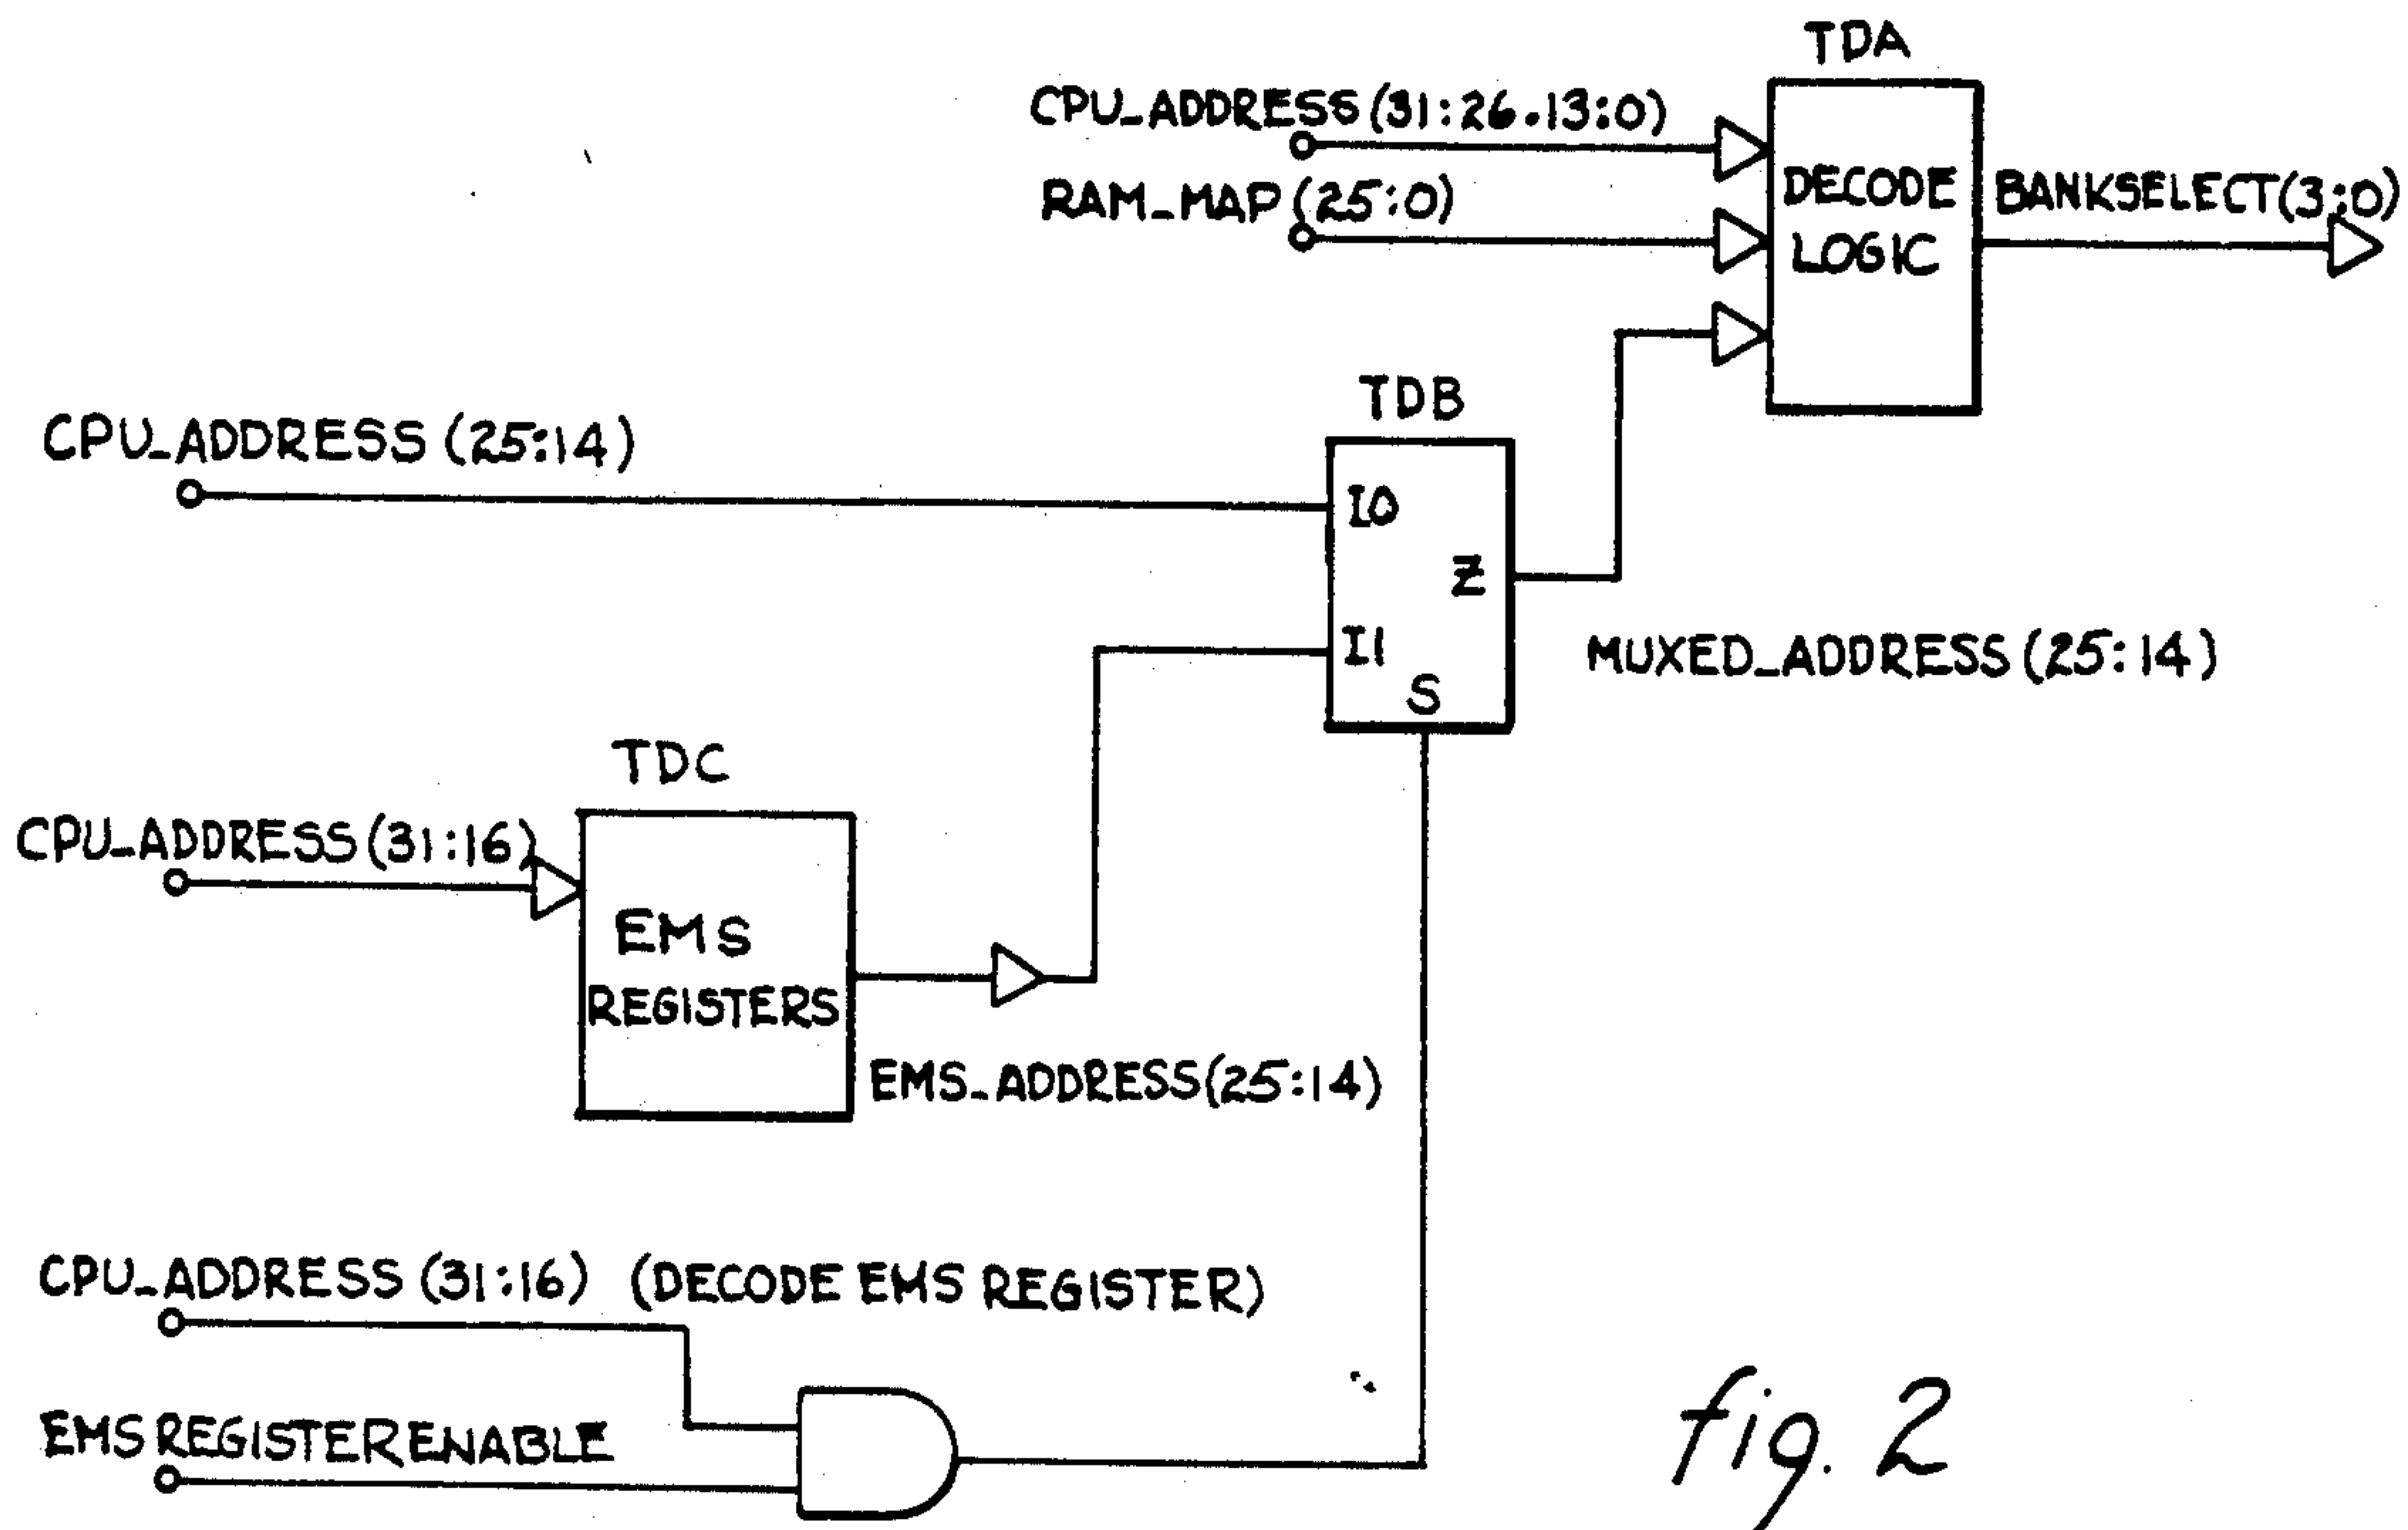 TDA
CPU_ADDRESS (31:26.13:0)
RAM_MAP (25:0)
DECODE
LOGIC
BANKSELECT(3:0)
TDB
CPU_ADDRESS (25:14)
I0
Z
I1
S
MUXED_ADDRESS (25:14)
TDC
CPU_ADDRESS (31:16)
EMS
REGISTERS
EMS_ADDRESS(25:14)
CPU_ADDRESS (31:16) (DECODE EMS REGISTER)
EMS REGISTER ENABLE
fig. 2